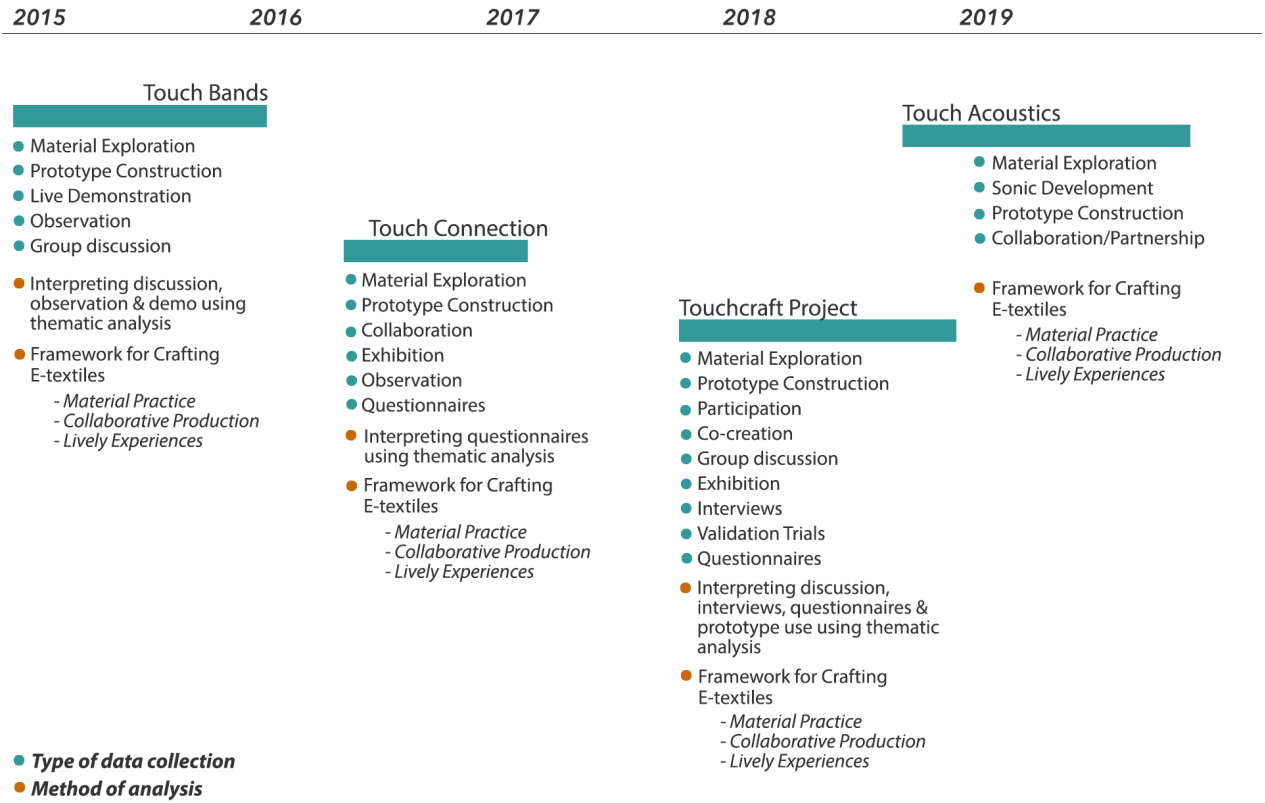 2015 2016 2017 2018 2019
Touch Bands
Material Exploration
Prototype Construction
Live Demonstration
Observation
Group discussion
Interpreting discussion,
observation & demo using
thematic analysis
Framework for Crafting
E-textiles
- Material Practice
- Collaborative Production
- Lively Experiences
Touch Connection
Material Exploration
Prototype Construction
Collaboration
Exhibition
Observation
Questionnaires
Interpreting questionnaires
using thematic analysis
Framework for Crafting
E-textiles
- Material Practice
- Collaborative Production
- Lively Experiences
Touchcraft Project
Material Exploration
Prototype Construction
Participation
Co-creation
Group discussion
Exhibition
Interviews
Validation Trials
Questionnaires
Interpreting discussion,
interviews, questionnaires &
prototype use using thematic
analysis
Framework for Crafting
E-textiles
- Material Practice
- Collaborative Production
- Lively Experiences
Touch Acoustics
Material Exploration
Sonic Development
Prototype Construction
Collaboration/Partnership
Framework for Crafting
E-textiles
- Material Practice
- Collaborative Production
- Lively Experiences
Type of data collection
Method of analysis